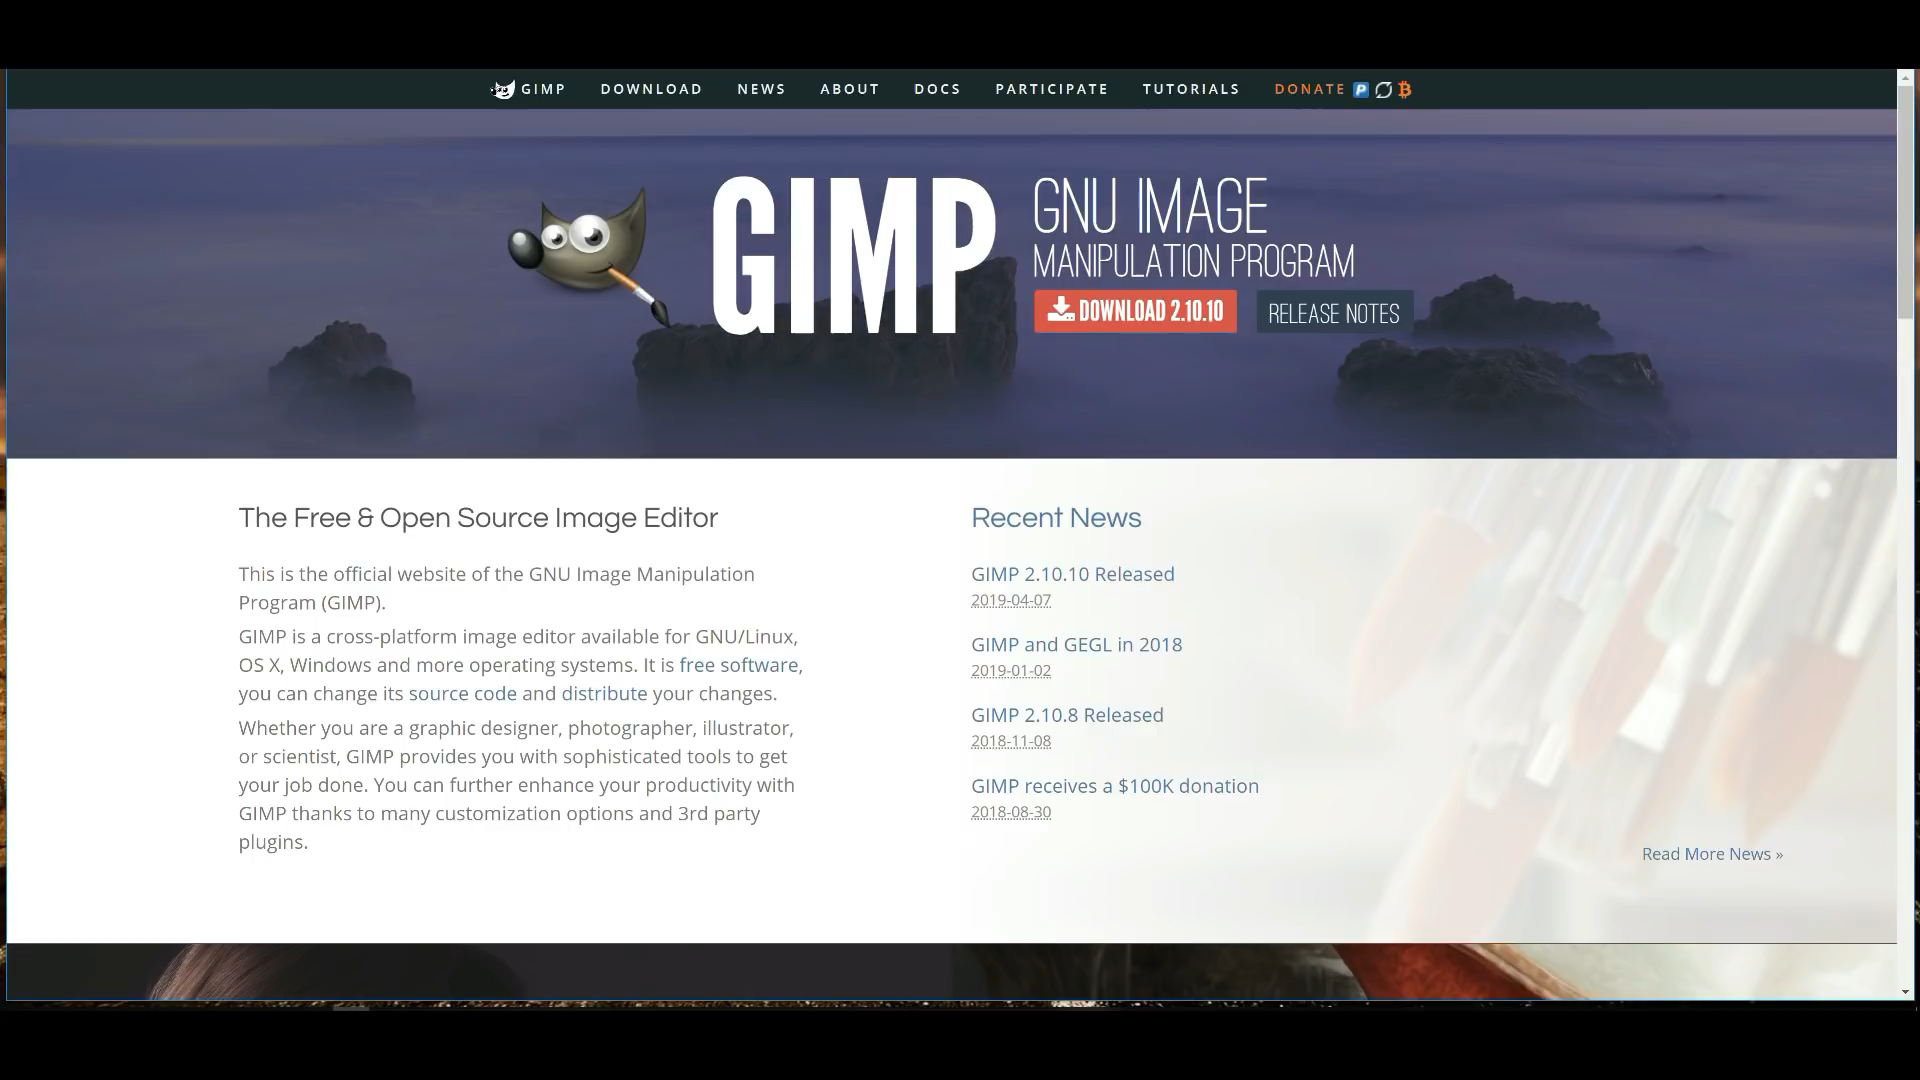 GIMP DOWNLOAD NEWS ABOUT DOCS PARTICIPATE TUTORIALS DONATE
GIMP
GNU IMAGE
MANIPULATION PROGRAM
DOWNLOAD 2.10.10
RELEASE NOTES
The Free & Open Source Image Editor
This is the official website of the GNU Image Manipulation
Program (GIMP).
GIMP is a cross-platform image editor available for GNU/Linux,
OS X, Windows and more operating systems. It is free software,
you can change its source code and distribute your changes.
Whether you are a graphic designer, photographer, illustrator,
or scientist, GIMP provides you with sophisticated tools to get
your job done. You can further enhance your productivity with
GIMP thanks to many customization options and 3rd party
plugins.
Recent News
GIMP 2.10.10 Released
2019-04-07
GIMP and GEGL in 2018
2019-01-02
GIMP 2.10.8 Released
2018-11-08
GIMP receives a $100K donation
2018-08-30
Read More News »